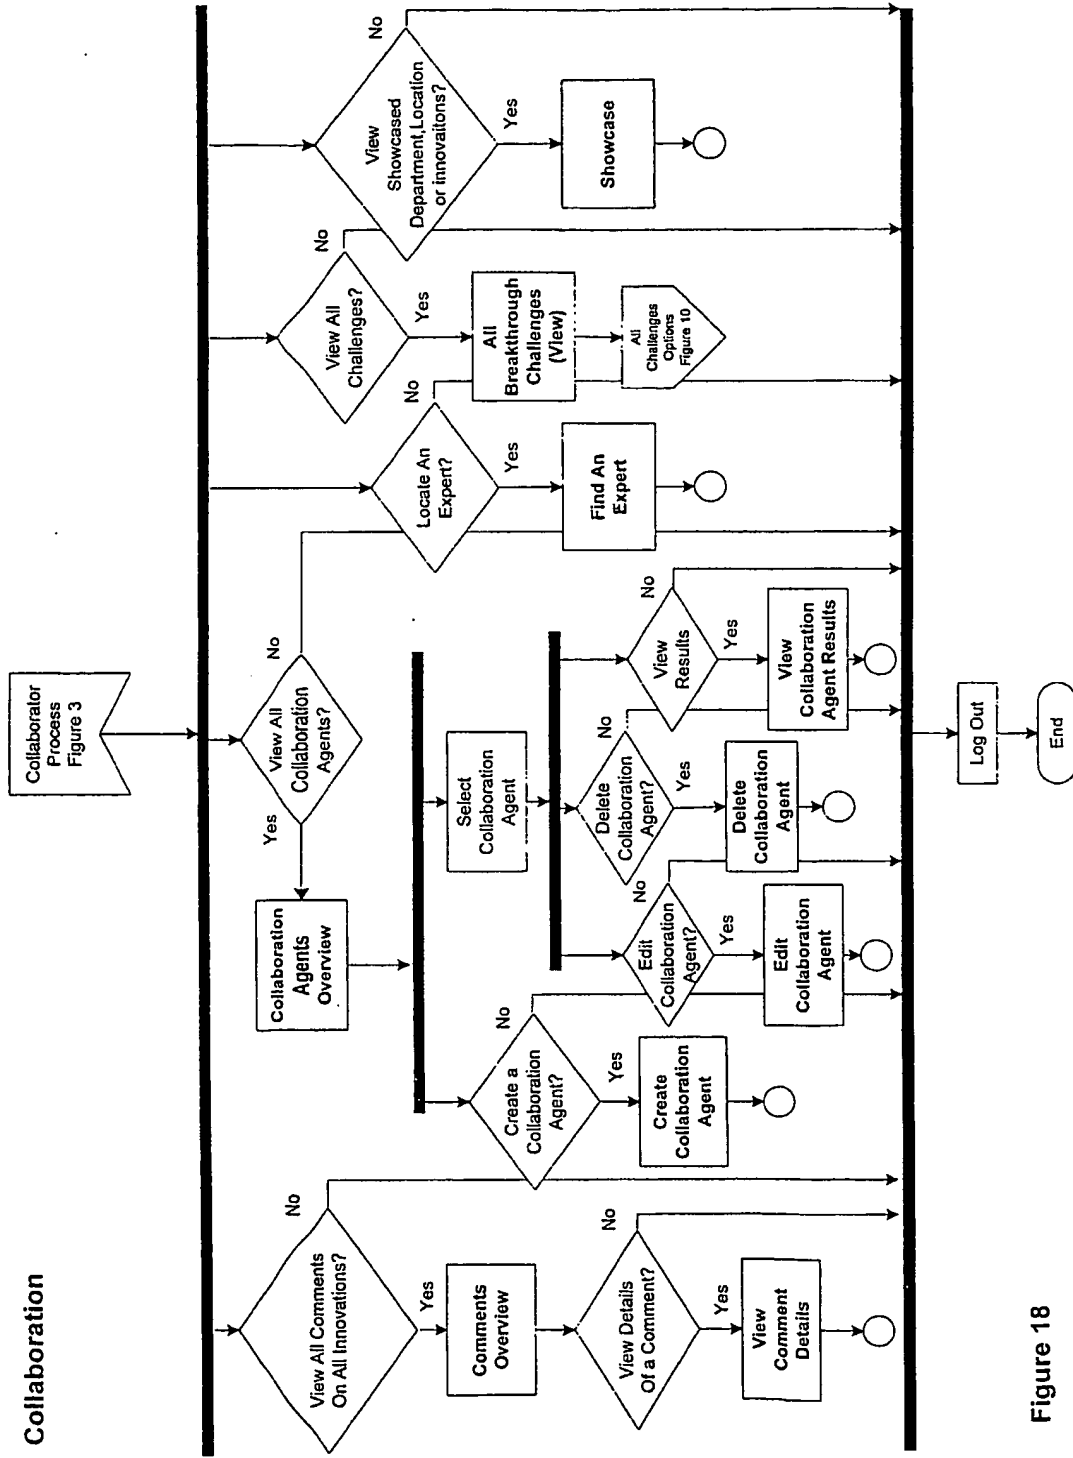 Collaboration
Collaborator
Process
Figure 3
View All Comments
On All Innovations?
No
Yes
Comments
Overview
View Details
Of a Comment?
No
Yes
View
Comment
Details
View All
Collaboration
Agents?
Yes
No
Collaboration
Agents
Overview
Create a
Collaboration
Agent?
No
Yes
Create
Collaboration
Agent
Select
Collaboration
Agent
Edit
Collaboration
Agent?
No
Yes
Edit
Collaboration
Agent
Delete
Collaboration
Agent?
No
Yes
Delete
Collaboration
Agent
View
Results
No
Yes
View
Collaboration
Agent Results
Locate An
Expert?
No
Yes
Find An
Expert
View All
Challenges?
No
Yes
All
Breakthrough
Challenges
(View)
All
Challenges
Options
Figure 10
View
Showcased
Department,Location
or innovaitons?
No
Yes
Showcase
Log Out
End
Figure 18